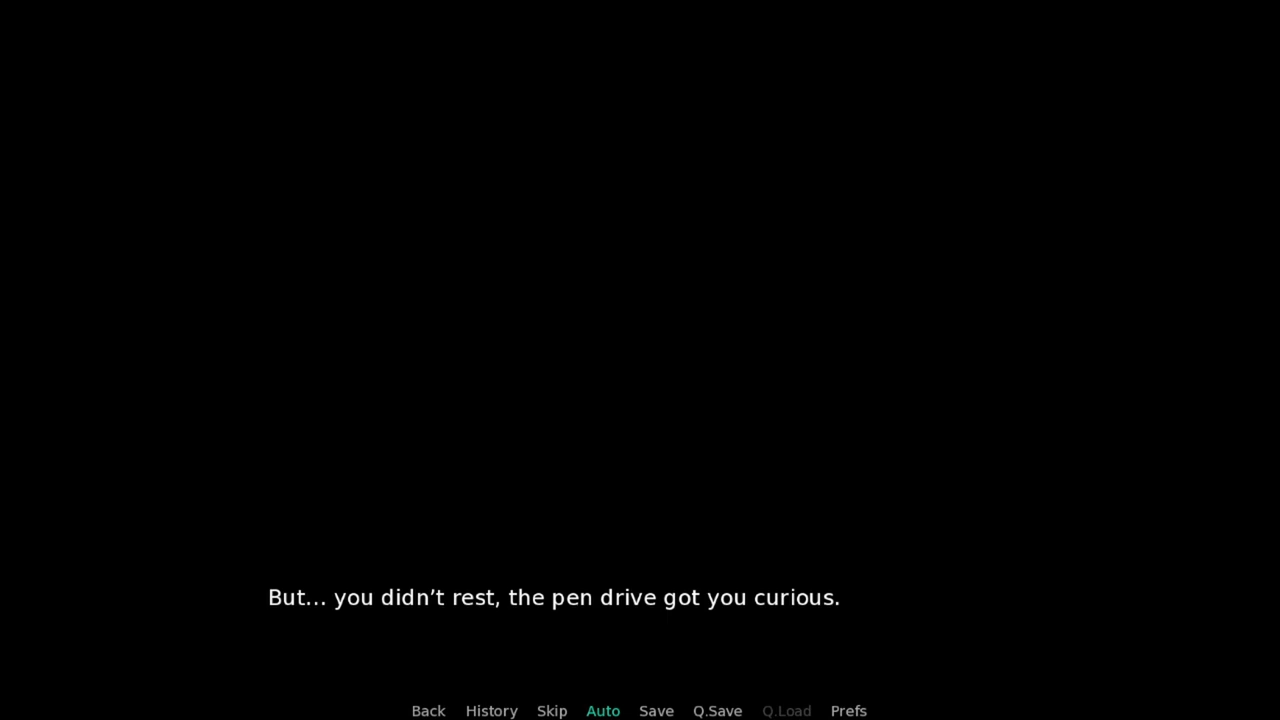 But... you didn’t rest, the pen drive got you curious.
Back History Skip Auto Save Q.Save Q.Load Prefs